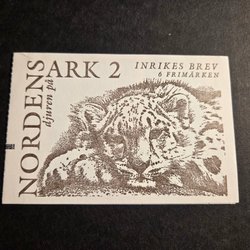 NORDENS
djuren på
ARK 2
INRIKES BREV
6 FRIMÄRKEN